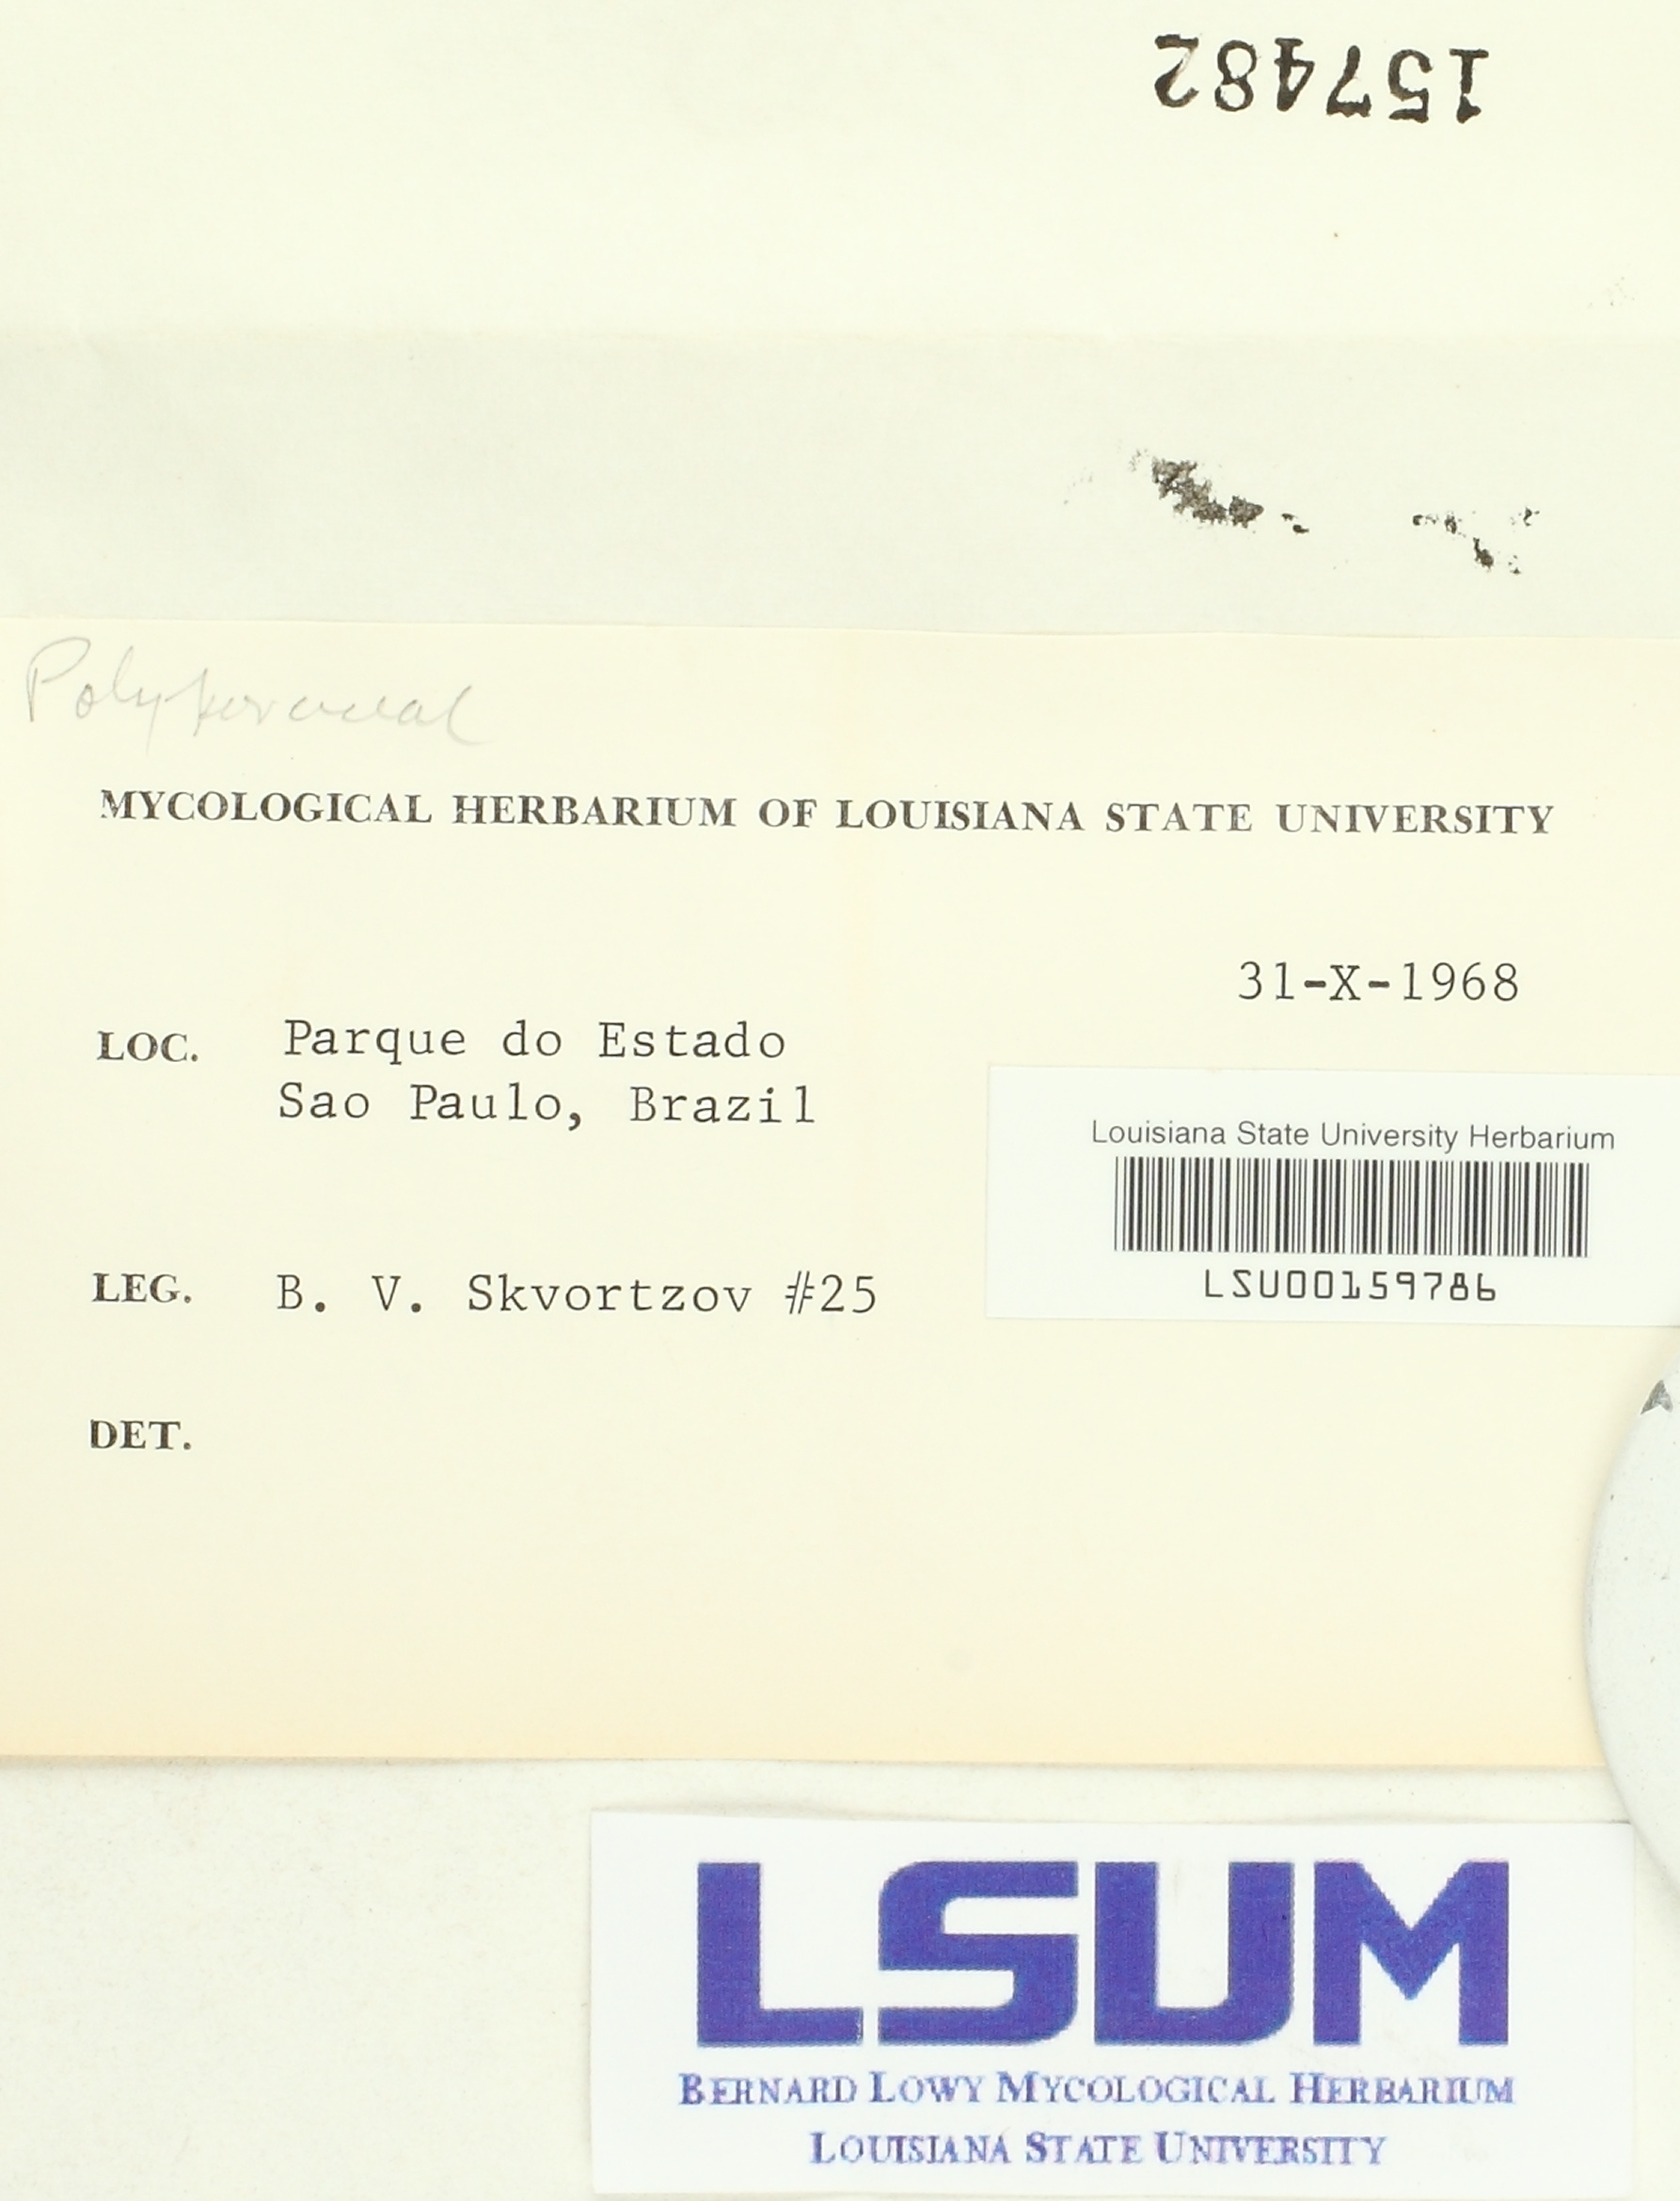 157482
MYCOLOGICAL HERBARIUM OF LOUISIANA STATE UNIVERSITY
31-X-1968
LOC. Parque do Estado
Sao Paulo, Brazil
Louisiana State University Herbarium
LSU00159786
LEG. B. V. Skvortzov #25
DET.
LSUM
BERNARD LOWY MYCOLOGICAL HERBARIUM
LOUISIANA STATE UNIVERSITY